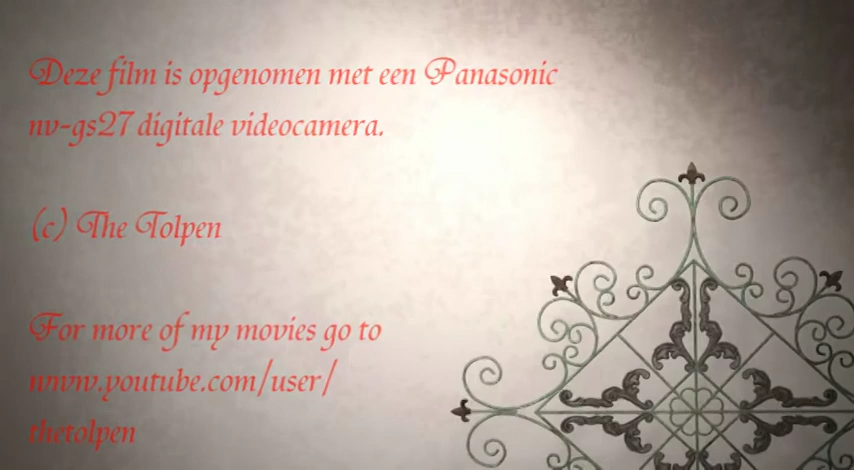 Deze film is opgenomen met een Panasonic
nv-gs27 digitale videocamera.
(c) The Tolpen
For more of my movies go to
www.youtube.com/user/
thetolpen